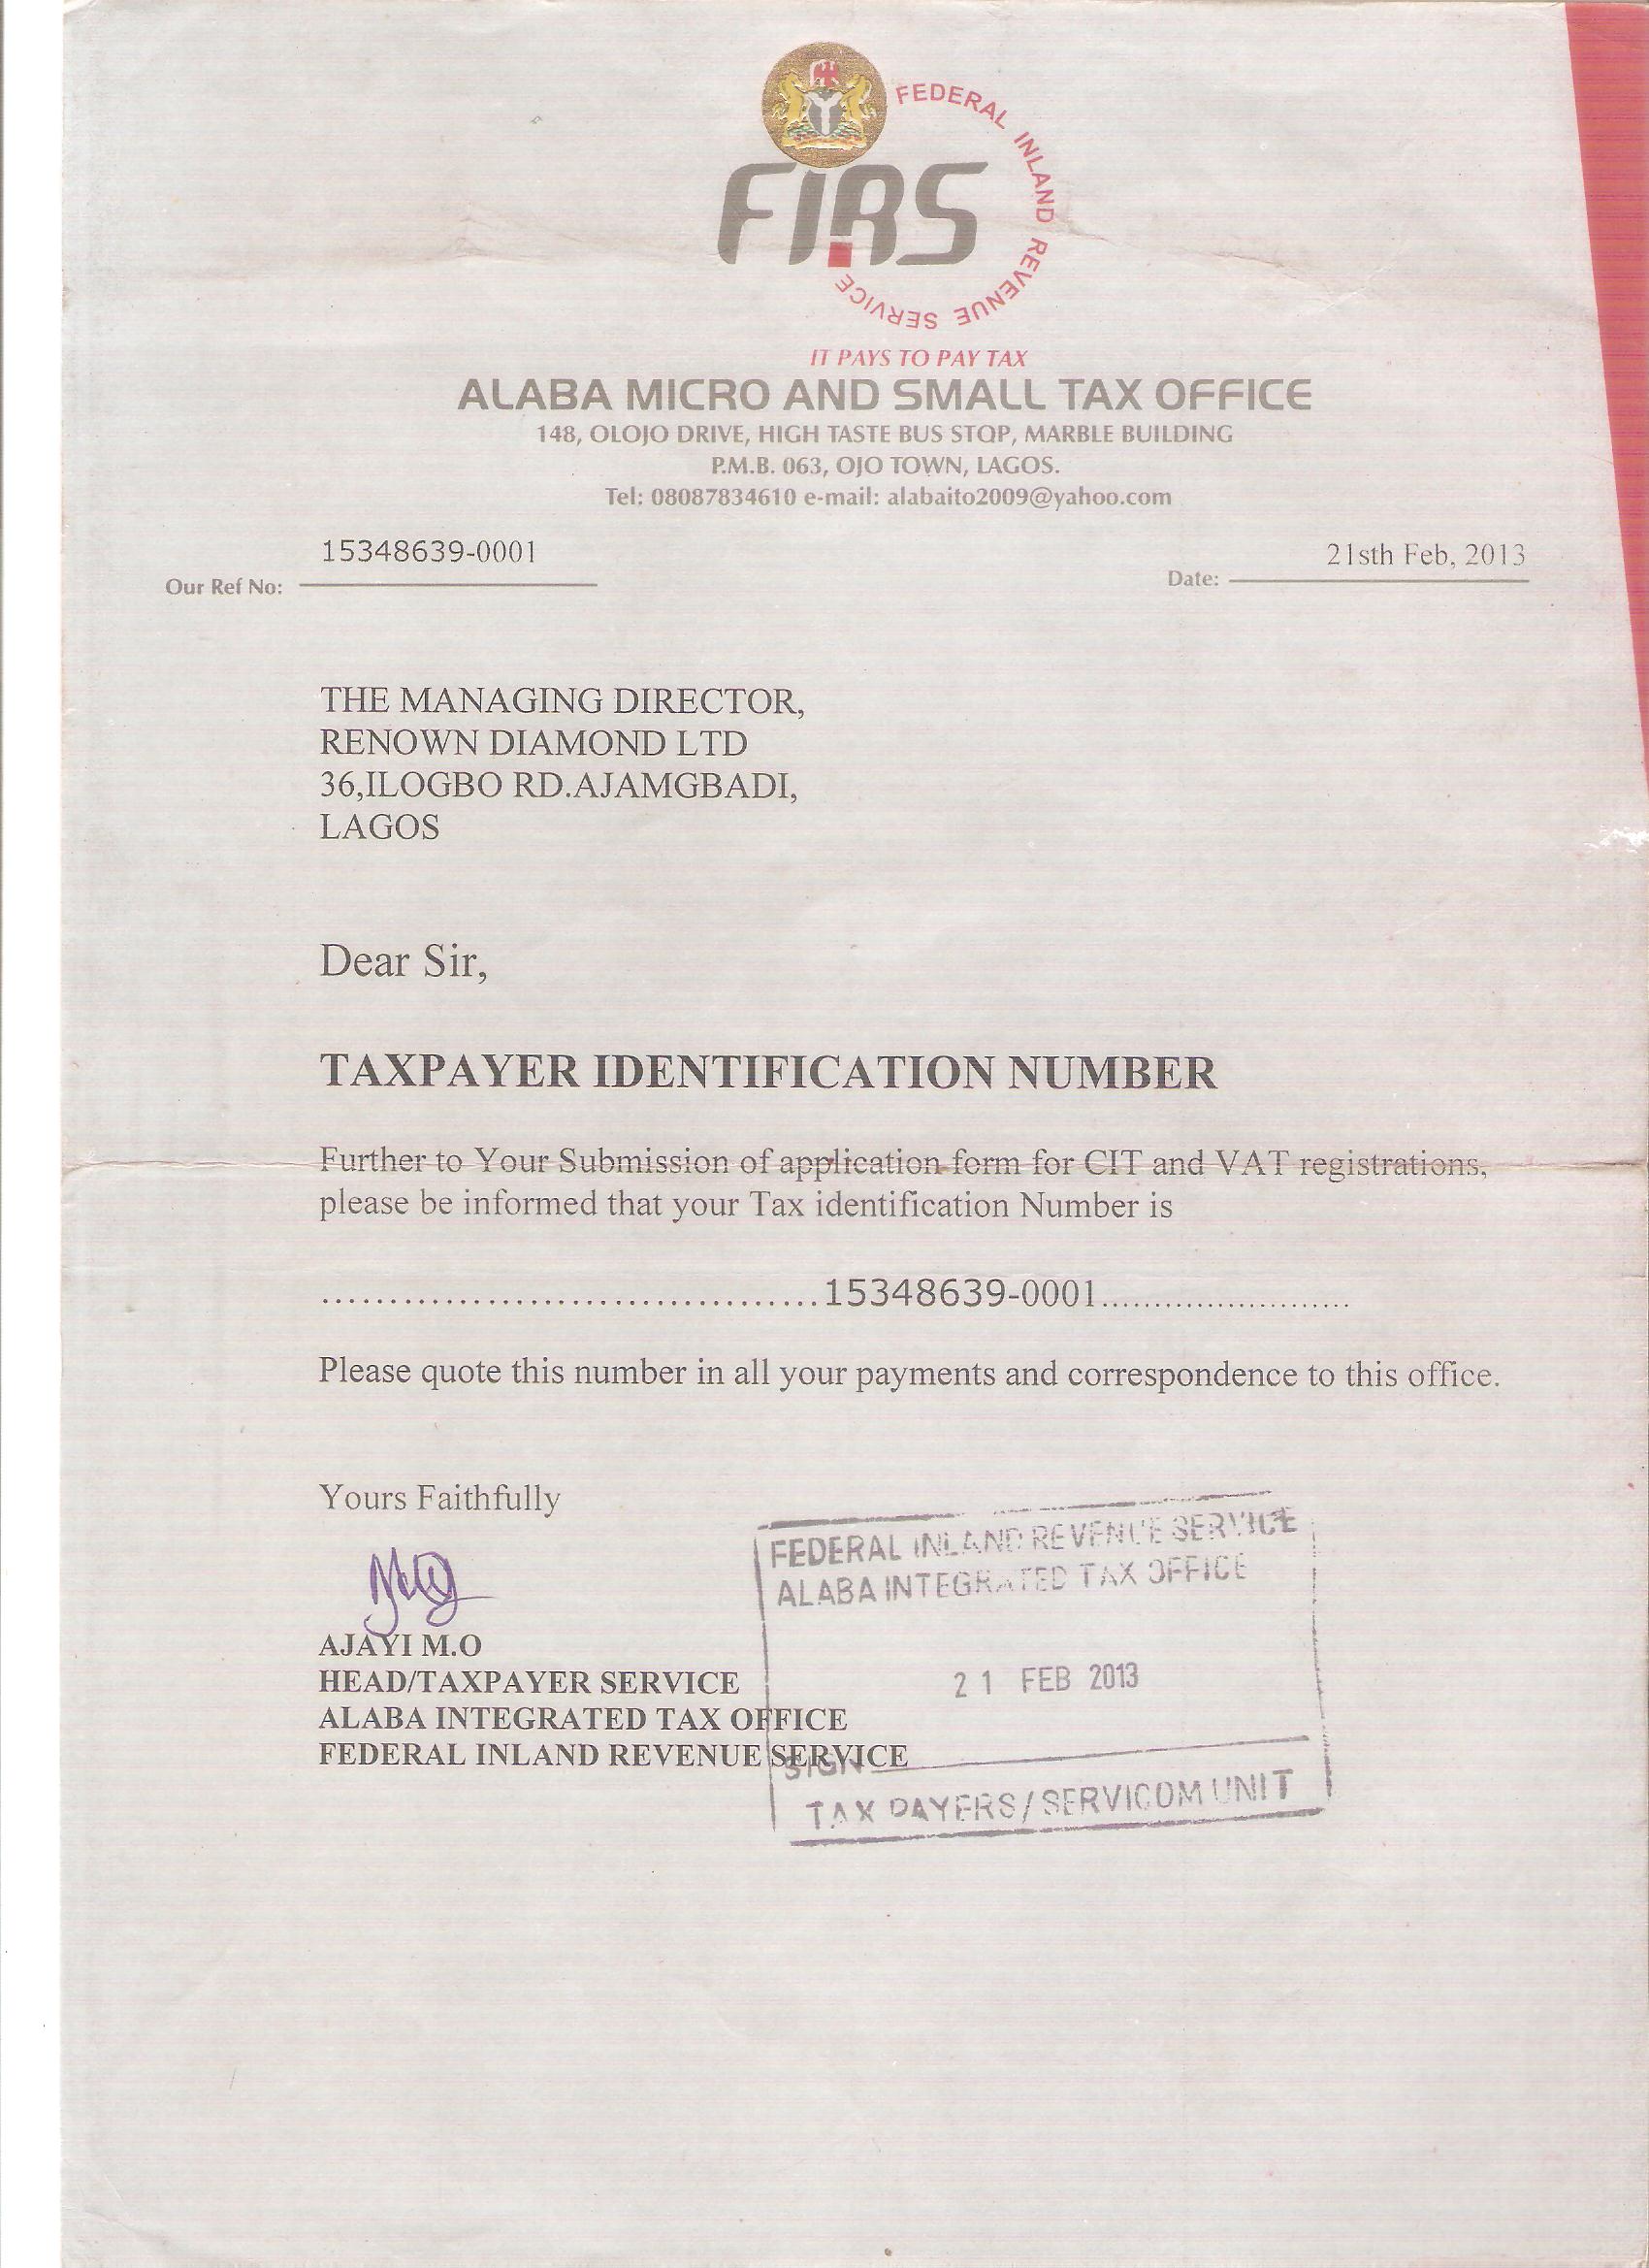 FEDERAL INLAND REVENUE SERVICE
FIRS
IT PAYS TO PAY TAX
ALABA MICRO AND SMALL TAX OFFICE
148, OLOJO DRIVE, HIGH TASTE BUS STOP, MARBLE BUILDING
P.M.B. 063, OJO TOWN, LAGOS.
Tel: 08087834610 e-mail: alabaito2009@yahoo.com
Our Ref No: 15348639-0001
Date: 21sth Feb, 2013
THE MANAGING DIRECTOR,
RENOWN DIAMOND LTD
36,ILOGBO RD.AJAMGBADI,
LAGOS
Dear Sir,
TAXPAYER IDENTIFICATION NUMBER
Further to Your Submission of application form for CIT and VAT registrations,
please be informed that your Tax identification Number is
.....................................15348639-0001........................
Please quote this number in all your payments and correspondence to this office.
Yours Faithfully
AJAYI M.O
HEAD/TAXPAYER SERVICE
ALABA INTEGRATED TAX OFFICE
FEDERAL INLAND REVENUE SERVICE
FEDERAL INLAND REVENUE SERVICE
ALABA INTEGRATED TAX OFFICE
21 FEB 2013
SIGN
TAX PAYERS/SERVICOM UNIT